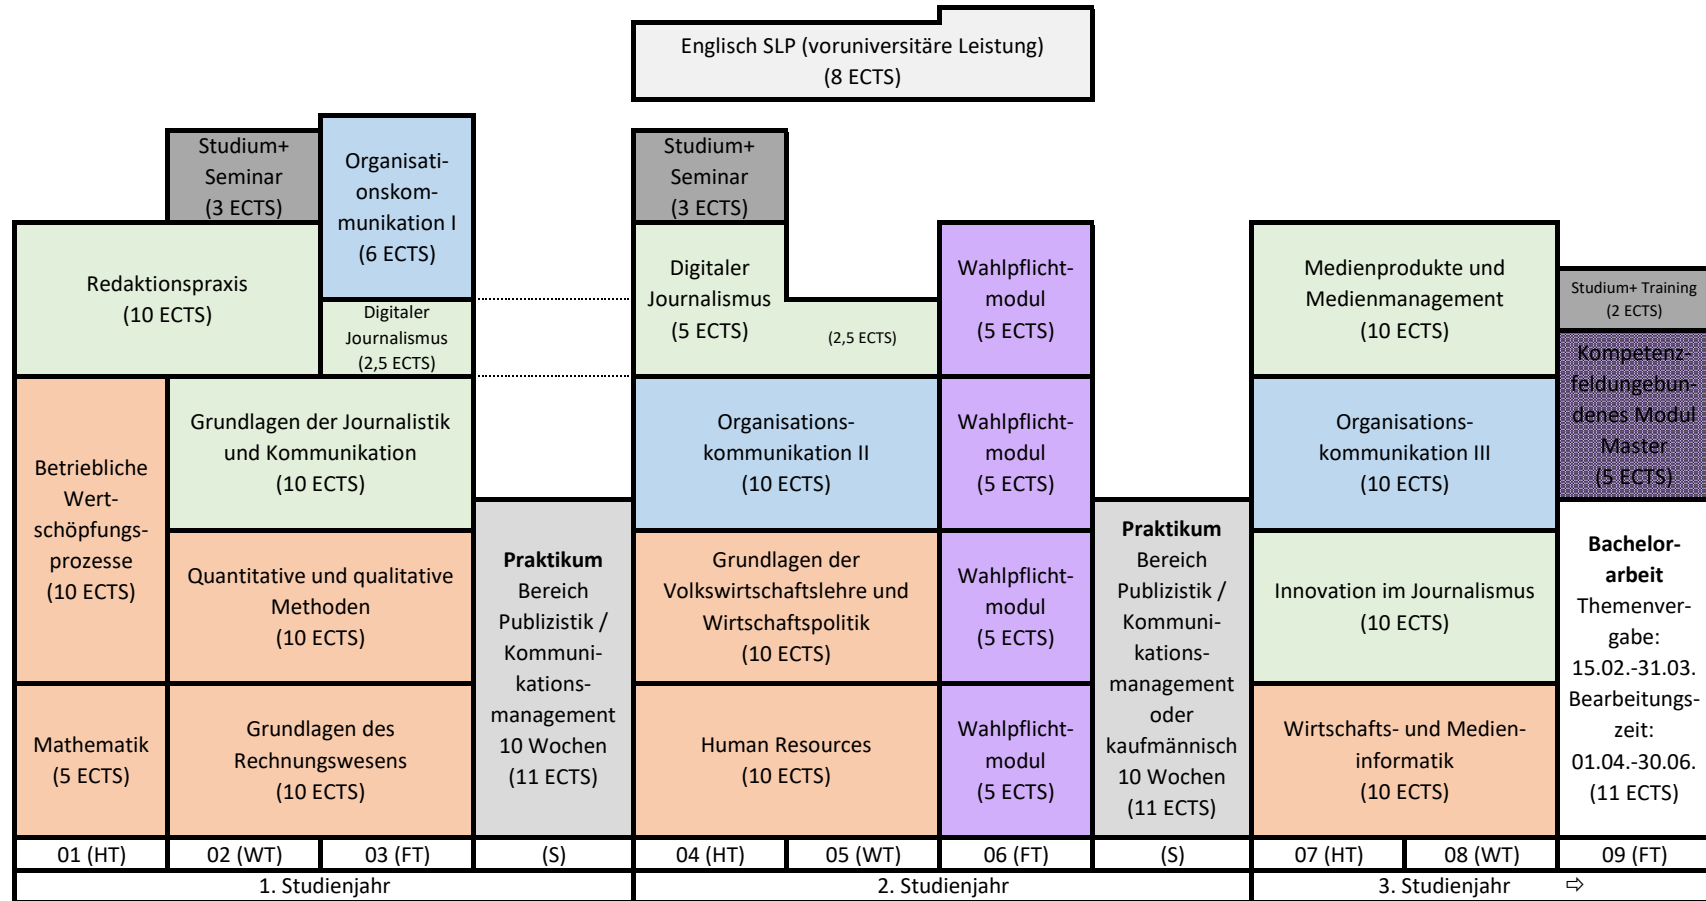 Englisch SLP (voruniversitäre Leistung)
(8 ECTS)
Studium+
Seminar
(3 ECTS)
Organisati-
onskom-
munikation I
(6 ECTS)
Studium+
Seminar
(3 ECTS)
Redaktionspraxis
(10 ECTS)
Digitaler
Journalismus
(2,5 ECTS)
Digitaler
Journalismus
(5 ECTS)
(2,5 ECTS)
Wahlpflicht-
modul
(5 ECTS)
Medienprodukte und
Medienmanagement
(10 ECTS)
Studium+ Training
(2 ECTS)
Kompetenz-
feldungebun-
denes Modul
Master
(5 ECTS)
Betriebliche
Wert-
schöpfungs-
prozesse
(10 ECTS)
Grundlagen der Journalistik
und Kommunikation
(10 ECTS)
Organisations-
kommunikation II
(10 ECTS)
Wahlpflicht-
modul
(5 ECTS)
Organisations-
kommunikation III
(10 ECTS)
Quantitative und qualitative
Methoden
(10 ECTS)
Praktikum
Bereich
Publizistik /
Kommuni-
kations-
management
10 Wochen
(11 ECTS)
Grundlagen der
Volkswirtschaftslehre und
Wirtschaftspolitik
(10 ECTS)
Wahlpflicht-
modul
(5 ECTS)
Praktikum
Bereich
Publizistik /
Kommuni-
kations-
management
oder
kaufmännisch
10 Wochen
(11 ECTS)
Innovation im Journalismus
(10 ECTS)
Bachelor-
arbeit
Themenver-
gabe:
15.02.-31.03.
Bearbeitungs-
zeit:
01.04.-30.06.
(11 ECTS)
Mathematik
(5 ECTS)
Grundlagen des
Rechnungswesens
(10 ECTS)
Human Resources
(10 ECTS)
Wahlpflicht-
modul
(5 ECTS)
Wirtschafts- und Medien-
informatik
(10 ECTS)
01 (HT) 02 (WT) 03 (FT) (S) 04 (HT) 05 (WT) 06 (FT) (S) 07 (HT) 08 (WT) 09 (FT)
1. Studienjahr 2. Studienjahr 3. Studienjahr ⇨